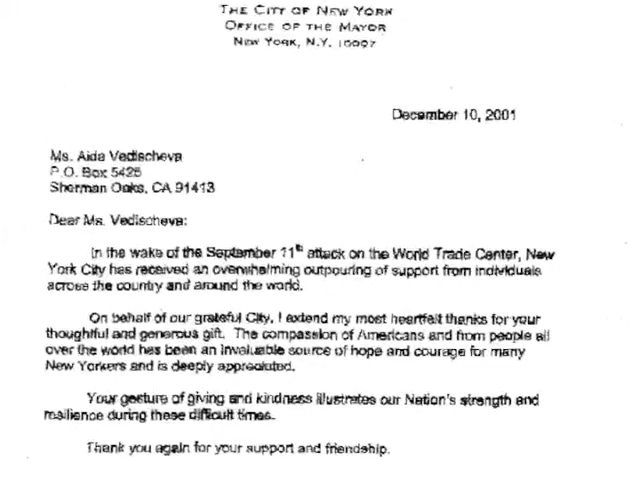 THE CITY OF NEW YORK
OFFICE OF THE MAYOR
NEW YORK, N.Y. 10007
December 10, 2001
Ms. Aida Vedischeva
P.O. Box 5425
Sherman Oaks, CA 91413
Dear Ms. Vedischeva:
In the wake of the September 11th attack on the World Trade Center, New
York City has received an overwhelming outpouring of support from individuals
across the country and around the world.
On behalf of our grateful City, I extend my most heartfelt thanks for your
thoughtful and generous gift. The compassion of Americans and from people all
over the world has been an invaluable source of hope and courage for many
New Yorkers and is deeply appreciated.
Your gesture of giving and kindness illustrates our Nation's strength and
resilience during these difficult times.
Thank you again for your support and friendship.